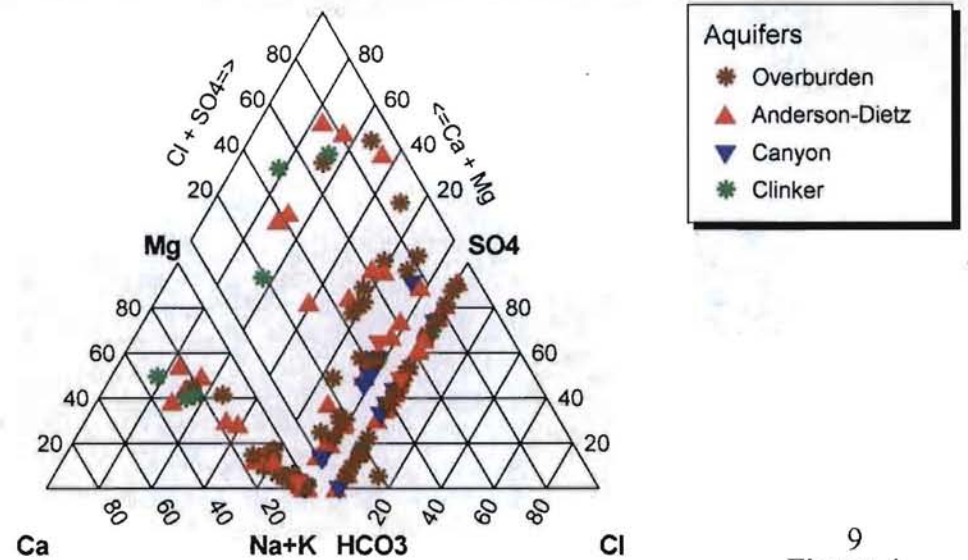 80 80
60 60
40 40
20 20
Cl + SO4=>
<=Ca + Mg
Mg SO4
80 80
60 60
40 40
20 20
80 60 40 20 20 40 60 80
Ca Na+K HCO3 Cl
Aquifers
Overburden
Anderson-Dietz
Canyon
Clinker
9